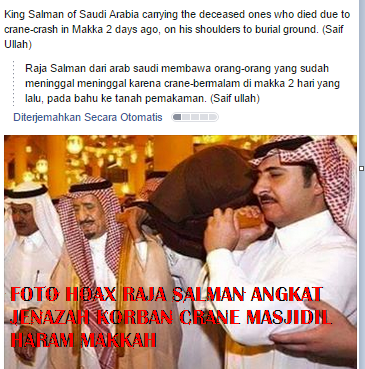 King Salman of Saudi Arabia carrying the deceased ones who died due to
crane-crash in Makka 2 days ago, on his shoulders to burial ground. (Saif
Ullah)
Raja Salman dari arab saudi membawa orang-orang yang sudah
meninggal meninggal karena crane-bermalam di makka 2 hari yang
lalu, pada bahu ke tanah pemakaman. (Saif ullah)
Diterjemahkan Secara Otomatis
FOTO HOAX RAJA SALMAN ANGKAT
JENAZAH KORBAN CRANE MASJIDIL
HARAM MAKKAH